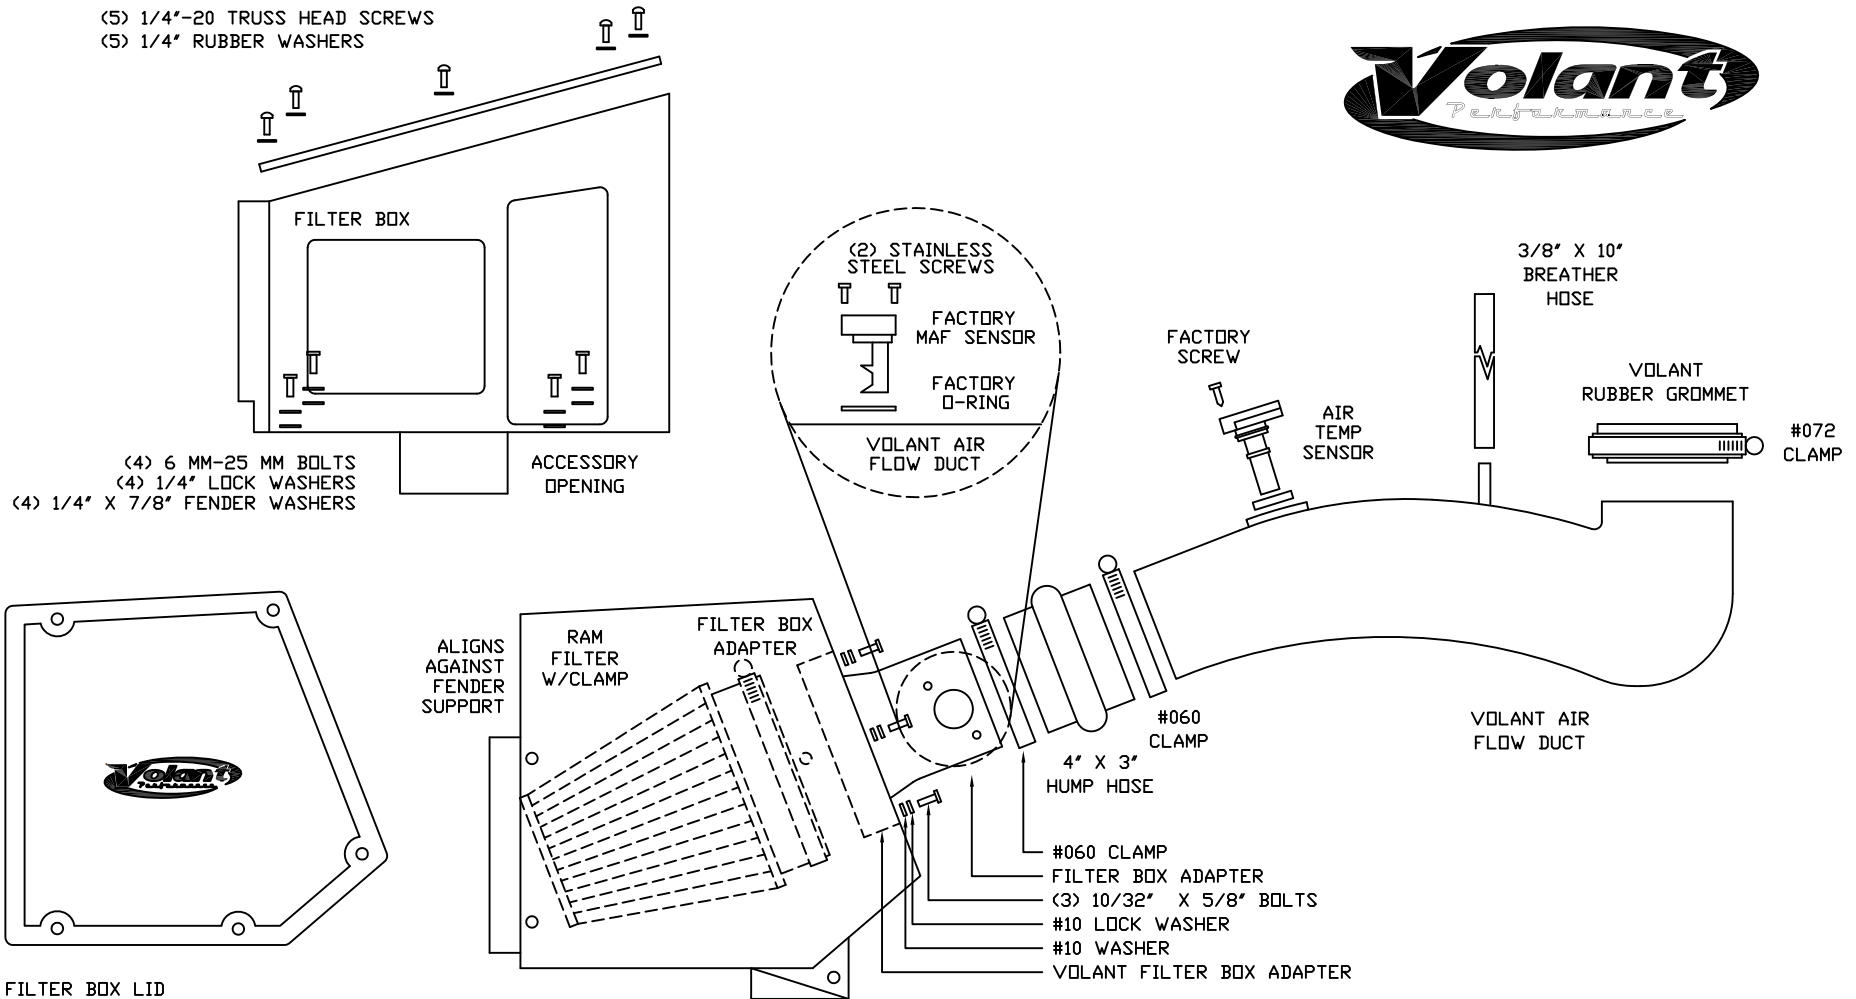 (5) 1/4"-20 TRUSS HEAD SCREWS
(5) 1/4" RUBBER WASHERS
Volant
Performance
FILTER BOX
(2) STAINLESS
STEEL SCREWS
FACTORY
MAF SENSOR
FACTORY
O-RING
VOLANT AIR
FLOW DUCT
3/8" X 10"
BREATHER
HOSE
FACTORY
SCREW
AIR
TEMP
SENSOR
VOLANT
RUBBER GROMMET
#072
CLAMP
(4) 6 MM-25 MM BOLTS
(4) 1/4" LOCK WASHERS
(4) 1/4" X 7/8" FENDER WASHERS
ACCESSORY
OPENING
ALIGNS
AGAINST
FENDER
SUPPORT
RAM
FILTER
W/CLAMP
FILTER BOX
ADAPTER
#060
CLAMP
4" X 3"
HUMP HOSE
VOLANT AIR
FLOW DUCT
Volant
Performance
#060 CLAMP
FILTER BOX ADAPTER
(3) 10/32" X 5/8" BOLTS
#10 LOCK WASHER
#10 WASHER
VOLANT FILTER BOX ADAPTER
FILTER BOX LID